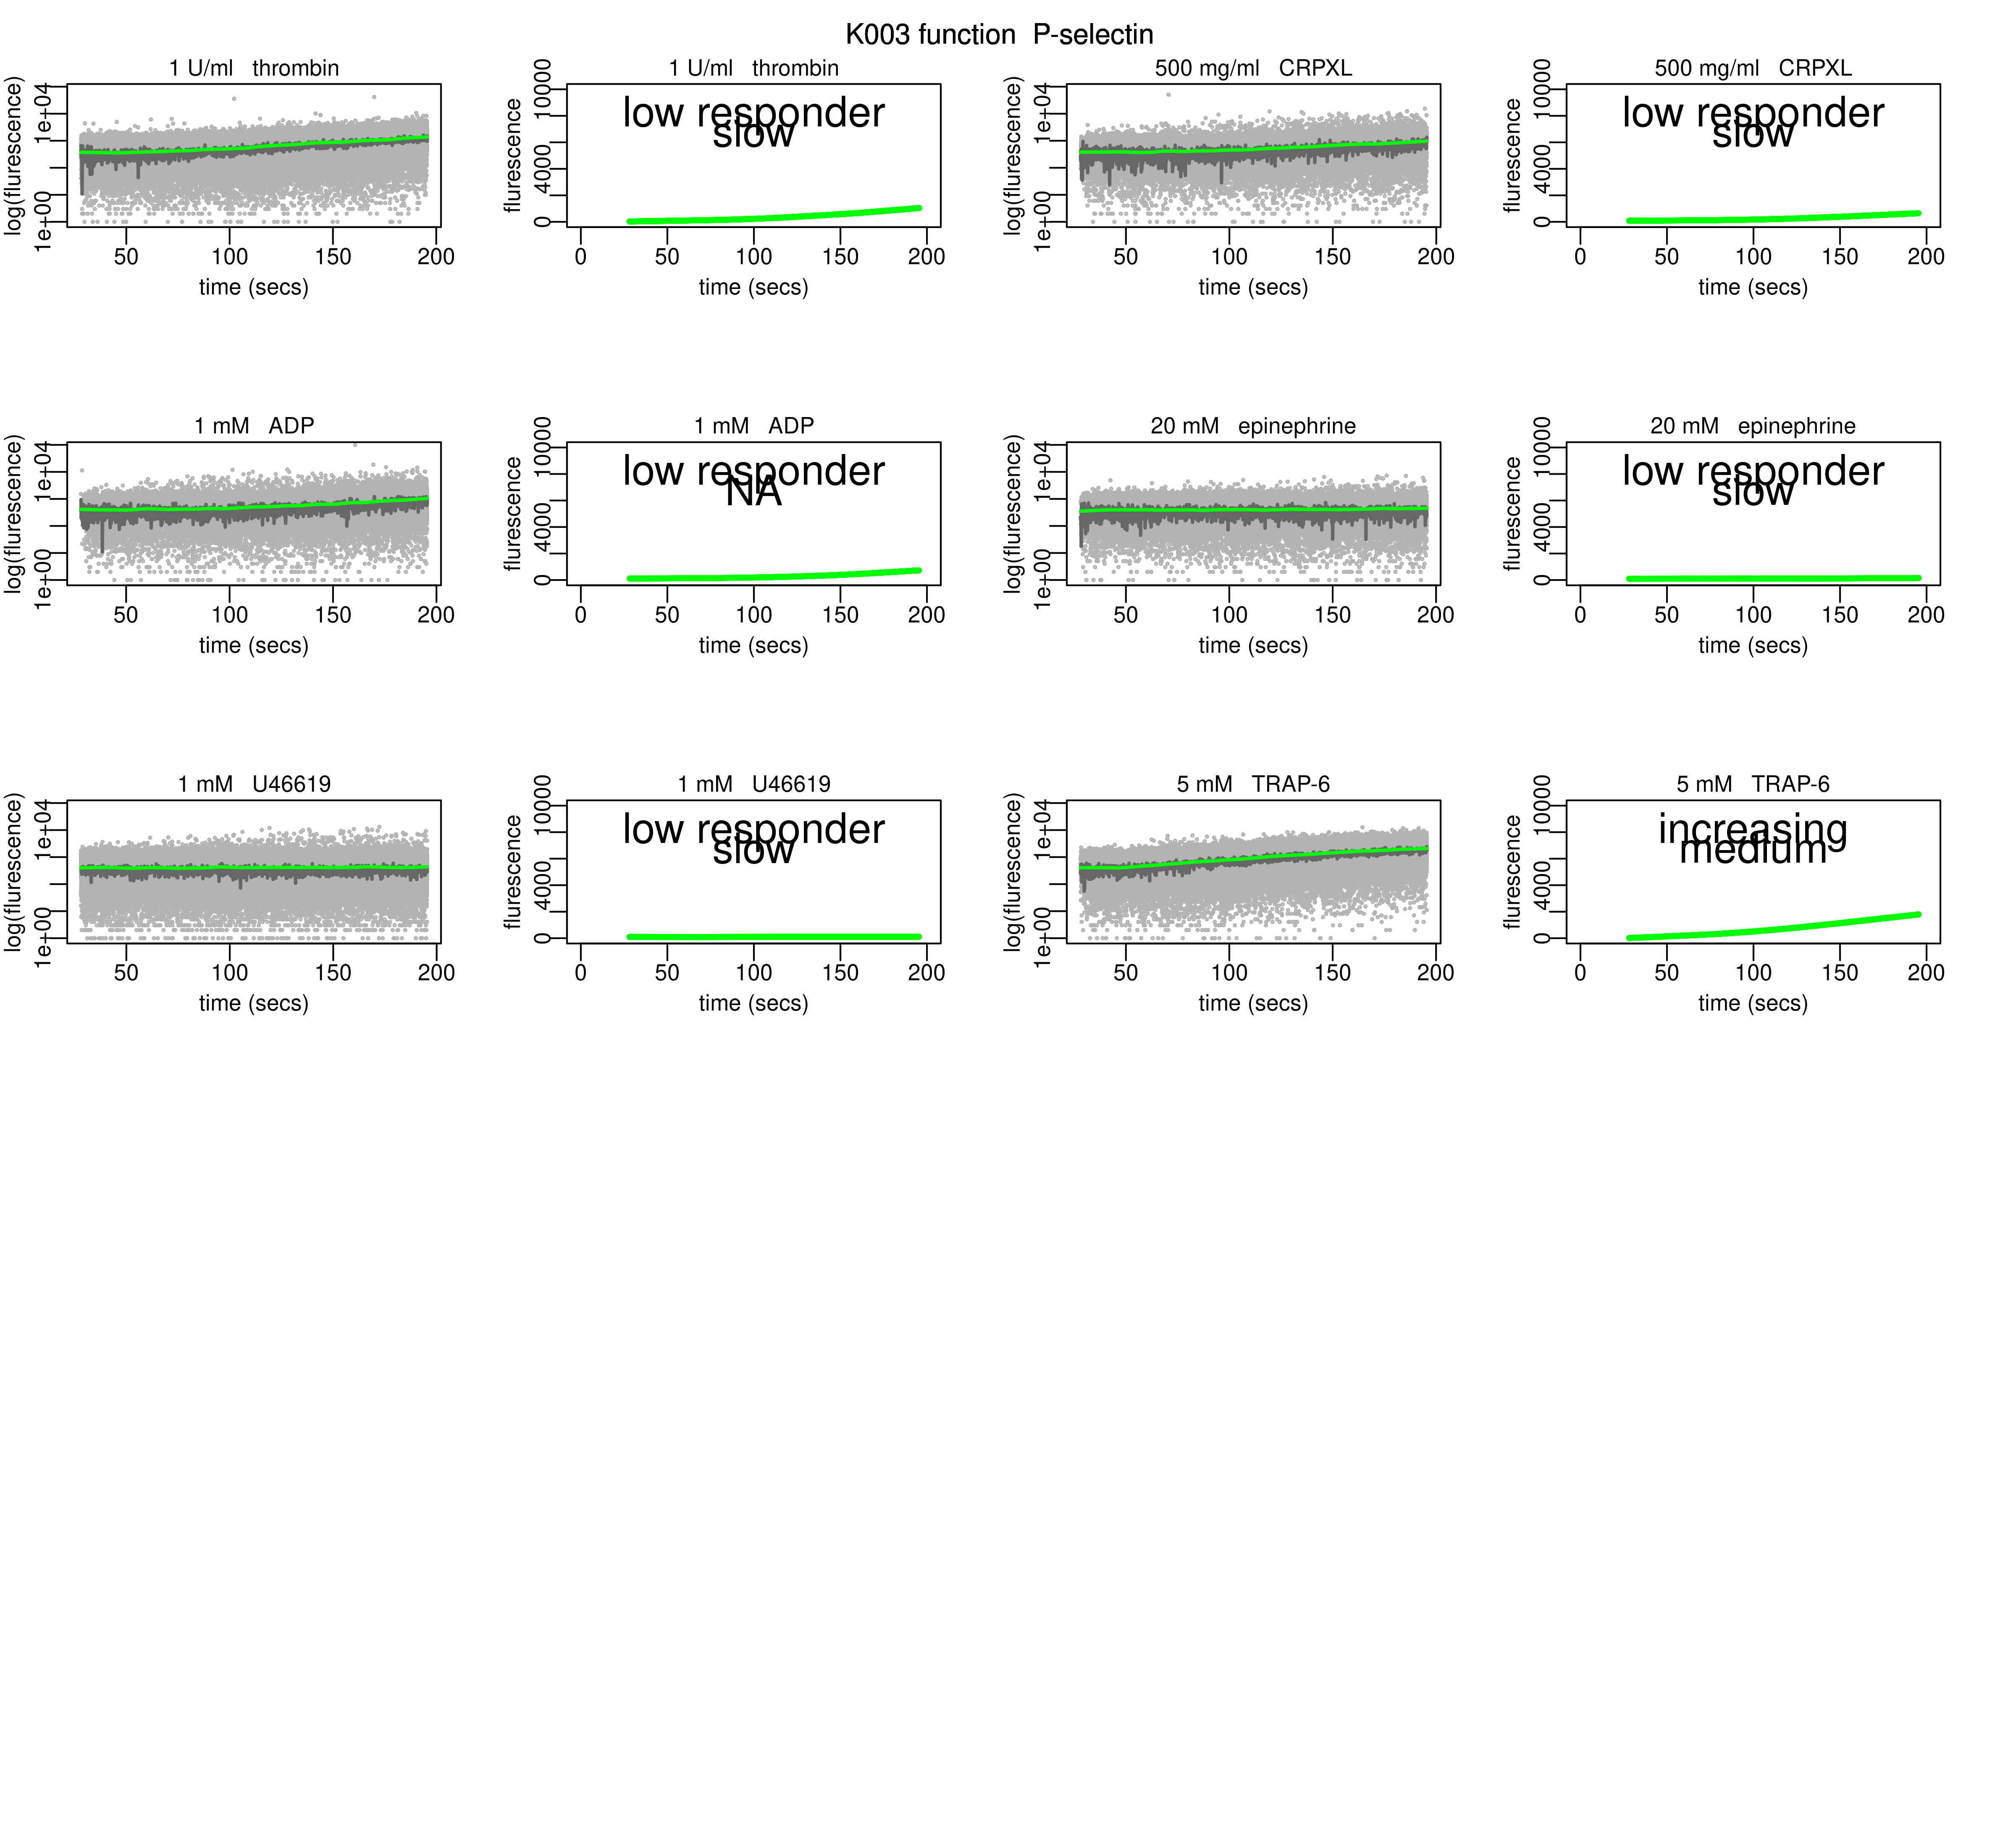 K003 function  P-selectin
1 U/ml   thrombin
log(flurescence)
1e+04
1e+00
50 100 150 200
time (secs)
1 U/ml   thrombin
flurescence
10000
4000
0
low responder
slow
0 50 100 150 200
time (secs)
500 mg/ml   CRPXL
log(flurescence)
1e+04
1e+00
50 100 150 200
time (secs)
500 mg/ml   CRPXL
flurescence
10000
4000
0
low responder
slow
0 50 100 150 200
time (secs)
1 mM   ADP
log(flurescence)
1e+04
1e+00
50 100 150 200
time (secs)
1 mM   ADP
flurescence
10000
4000
0
low responder
NA
0 50 100 150 200
time (secs)
20 mM   epinephrine
log(flurescence)
1e+04
1e+00
50 100 150 200
time (secs)
20 mM   epinephrine
flurescence
10000
4000
0
low responder
slow
0 50 100 150 200
time (secs)
1 mM   U46619
log(flurescence)
1e+04
1e+00
50 100 150 200
time (secs)
1 mM   U46619
flurescence
10000
4000
0
low responder
slow
0 50 100 150 200
time (secs)
5 mM   TRAP-6
log(flurescence)
1e+04
1e+00
50 100 150 200
time (secs)
5 mM   TRAP-6
flurescence
10000
4000
0
increasing
medium
0 50 100 150 200
time (secs)